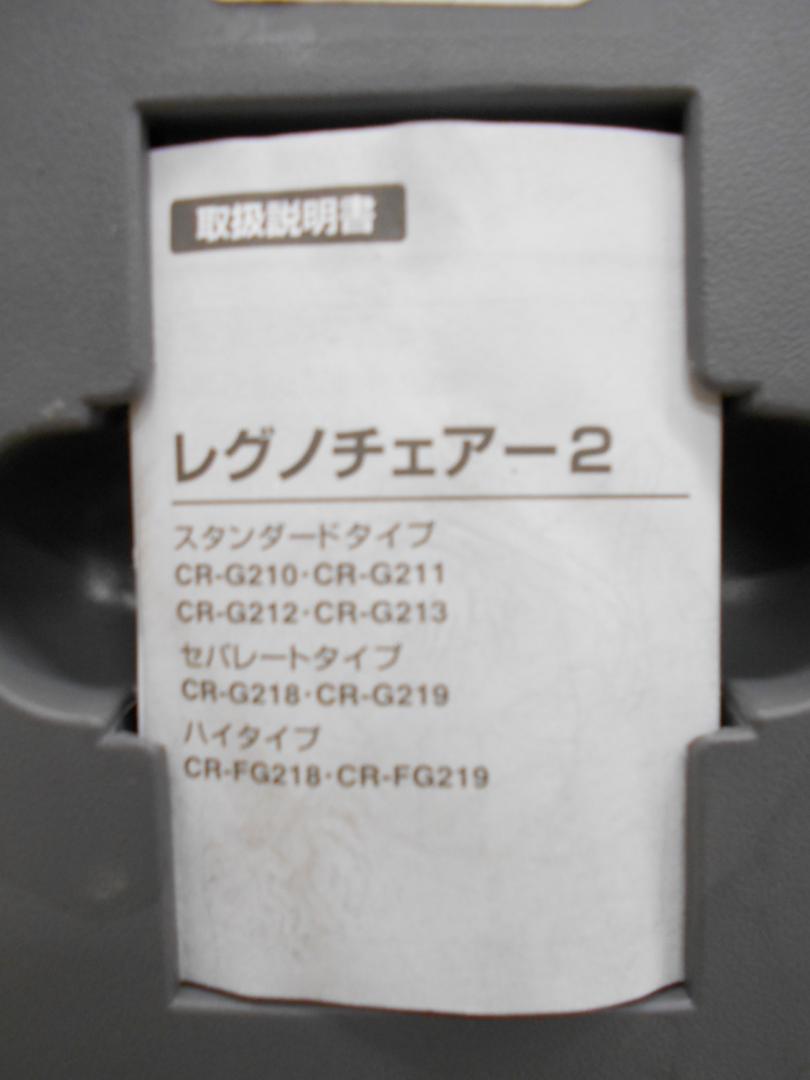 取扱説明書
レグノチェアー2
スタンダードタイプ
CR-G210・CR-G211
CR-G212・CR-G213
セパレートタイプ
CR-G218・CR-G219
ハイタイプ
CR-FG218・CR-FG219